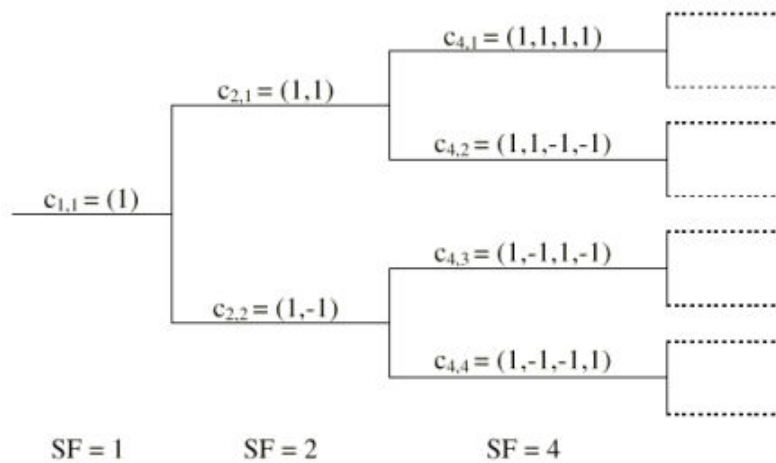 c4,1 = (1,1,1,1)
c2,1 = (1,1)
c4,2 = (1,1,-1,-1)
c1,1 = (1)
c4,3 = (1,-1,1,-1)
c2,2 = (1,-1)
c4,4 = (1,-1,-1,1)
SF = 1 SF = 2 SF = 4